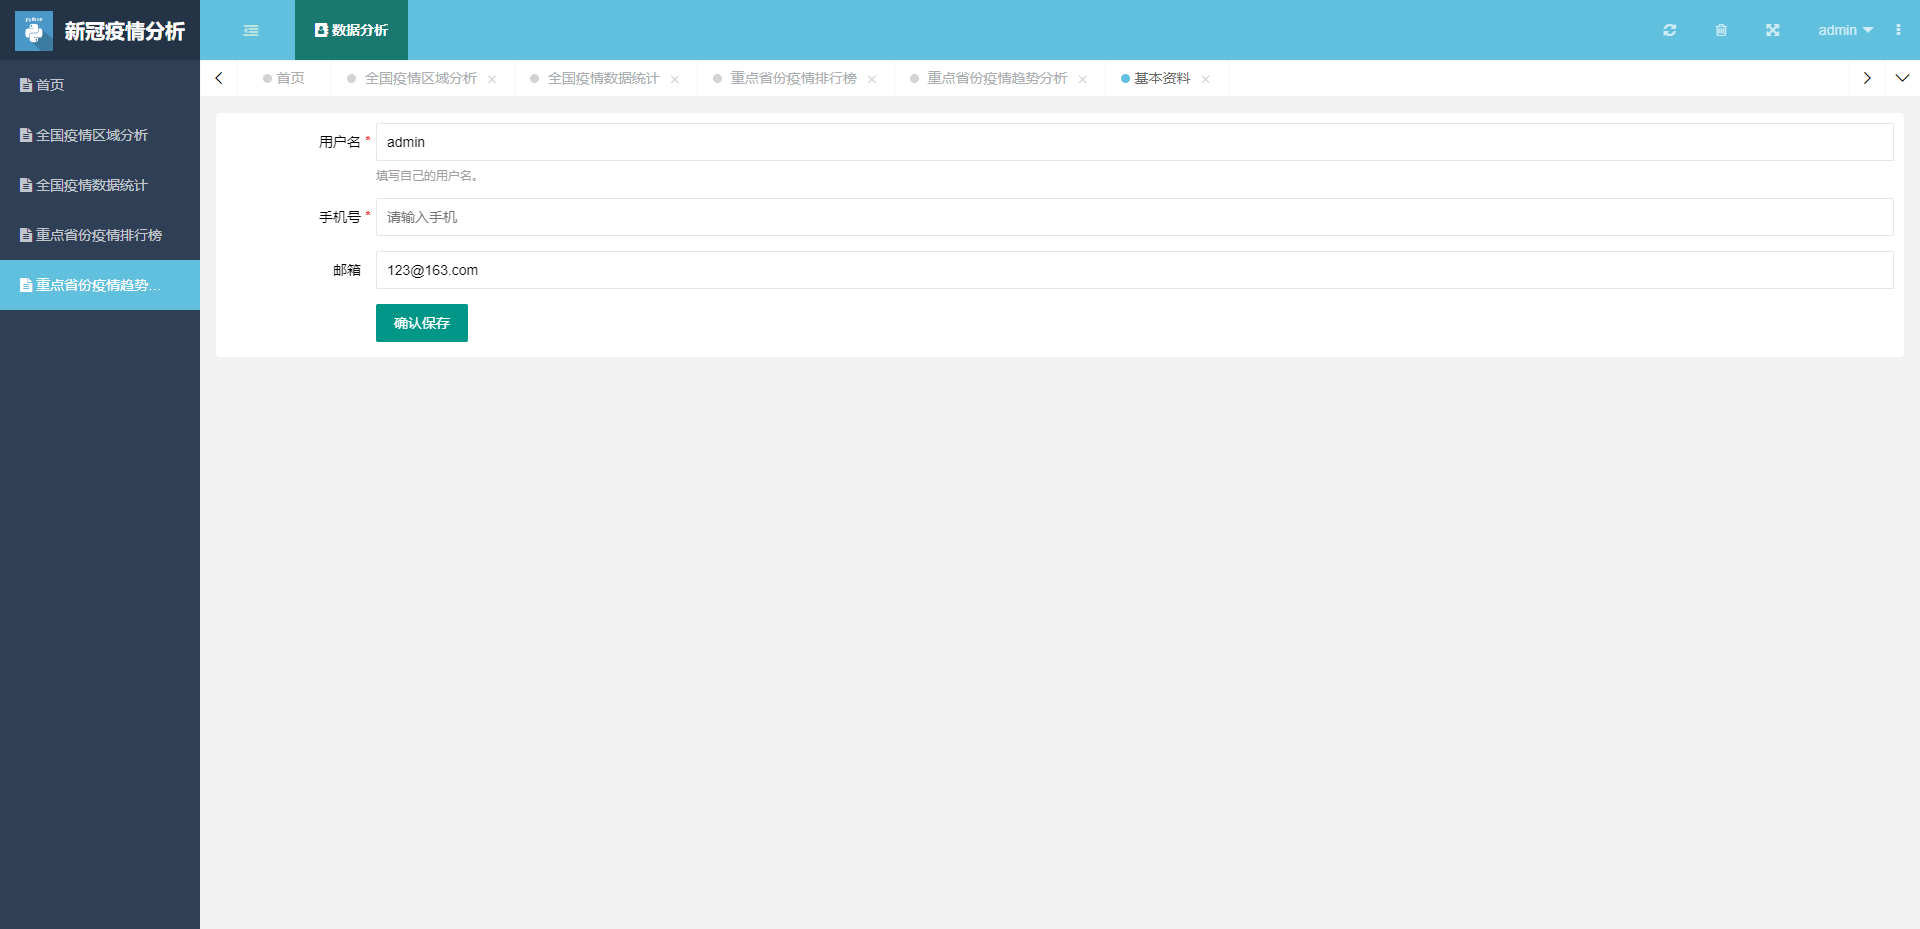 python
新冠疫情分析
数据分析
admin
首页
全国疫情区域分析
全国疫情数据统计
重点省份疫情排行榜
重点省份疫情趋势...
首页
全国疫情区域分析
全国疫情数据统计
重点省份疫情排行榜
重点省份疫情趋势分析
基本资料
用户名 * admin
填写自己的用户名。
手机号 * 请输入手机
邮箱 123@163.com
确认保存